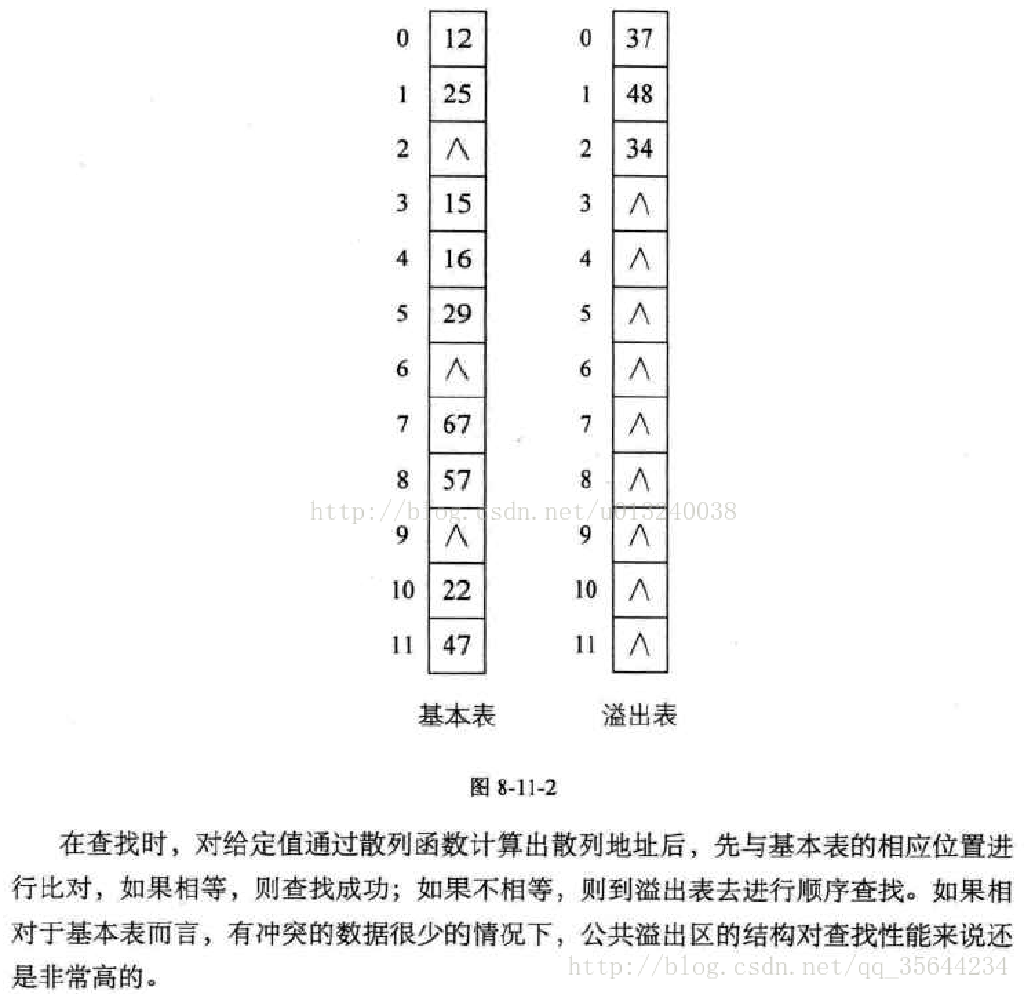 0 12 0 37
1 25 1 48
2 ∧ 2 34
3 15 3 ∧
4 16 4 ∧
5 29 5 ∧
6 ∧ 6 ∧
7 67 7 ∧
8 57 8 ∧
http://blog.csdn.net/u013240038
9 ∧ 9 ∧
10 22 10 ∧
11 47 11 ∧
基本表 溢出表
图 8-11-2
在查找时，对给定值通过散列函数计算出散列地址后，先与基本表的相应位置进
行比对，如果相等，则查找成功；如果不相等，则到溢出表去进行顺序查找。如果相
对于基本表而言，有冲突的数据很少的情况下，公共溢出区的结构对查找性能来说还
是非常高的。
http://blog.csdn.net/qq_35644234